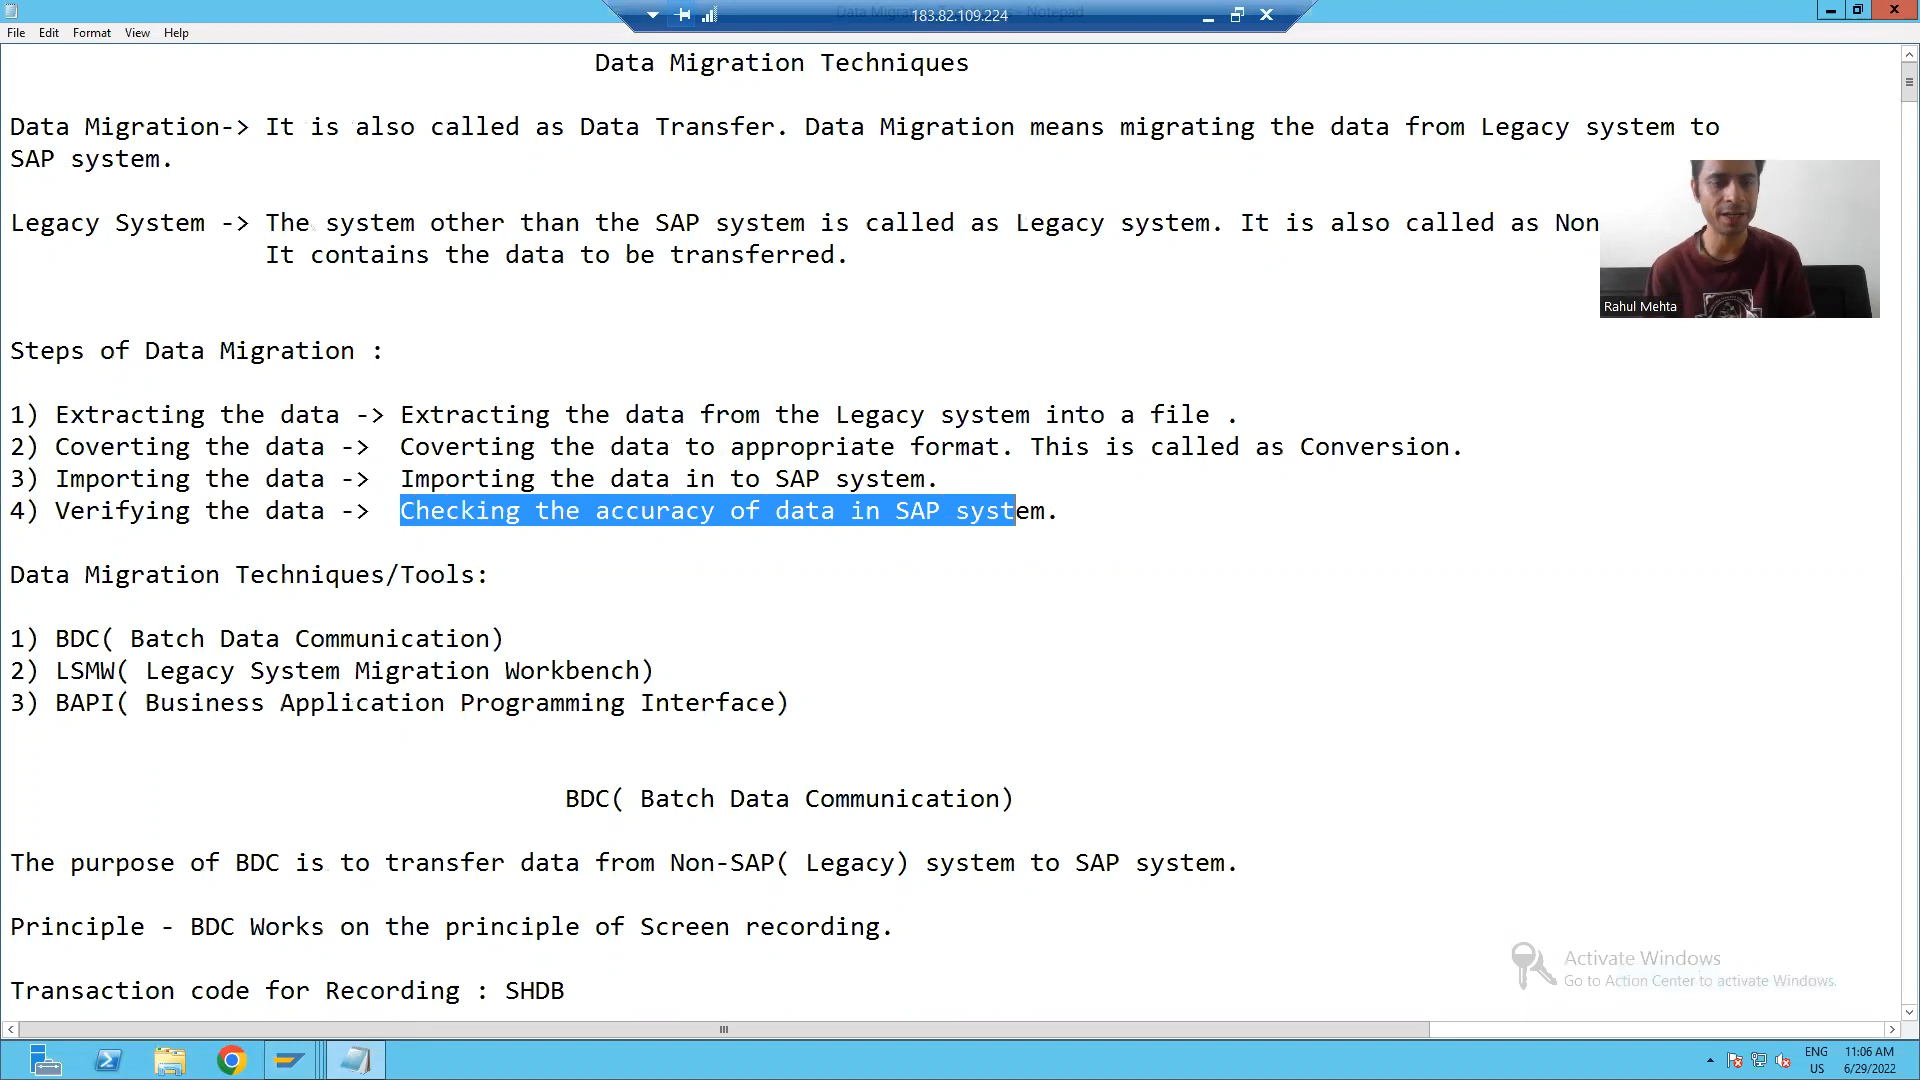 183.82.109.224
File Edit Format View Help
Data Migration Techniques
Data Migration-> It is also called as Data Transfer. Data Migration means migrating the data from Legacy system to
SAP system.
Legacy System -> The system other than the SAP system is called as Legacy system. It is also called as Non
It contains the data to be transferred.
Rahul Mehta
Steps of Data Migration :
1) Extracting the data -> Extracting the data from the Legacy system into a file .
2) Coverting the data -> Coverting the data to appropriate format. This is called as Conversion.
3) Importing the data -> Importing the data in to SAP system.
4) Verifying the data -> Checking the accuracy of data in SAP system.
Data Migration Techniques/Tools:
1) BDC( Batch Data Communication)
2) LSMW( Legacy System Migration Workbench)
3) BAPI( Business Application Programming Interface)
BDC( Batch Data Communication)
The purpose of BDC is to transfer data from Non-SAP( Legacy) system to SAP system.
Principle - BDC Works on the principle of Screen recording.
Activate Windows
Go to Action Center to activate Windows.
Transaction code for Recording : SHDB
ENG 11:06 AM
US 6/29/2022